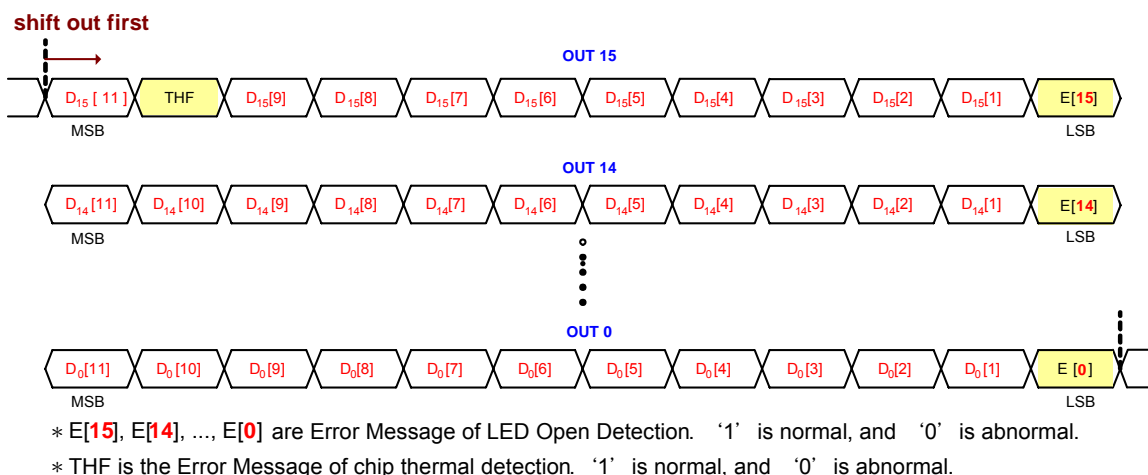 shift out first
OUT 15
D15 [ 11 ] THF D15[9] D15[8] D15[7] D15[6] D15[5] D15[4] D15[3] D15[2] D15[1] E[15]
MSB LSB
OUT 14
D14[11] D14[10] D14[9] D14[8] D14[7] D14[6] D14[5] D14[4] D14[3] D14[2] D14[1] E[14]
MSB LSB
OUT 0
D0[11] D0[10] D0[9] D0[8] D0[7] D0[6] D0[5] D0[4] D0[3] D0[2] D0[1] E [0]
MSB LSB
* E[15], E[14], ..., E[0] are Error Message of LED Open Detection. ‘1’ is normal, and ‘0’ is abnormal.
* THF is the Error Message of chip thermal detection. ‘1’ is normal, and ‘0’ is abnormal.